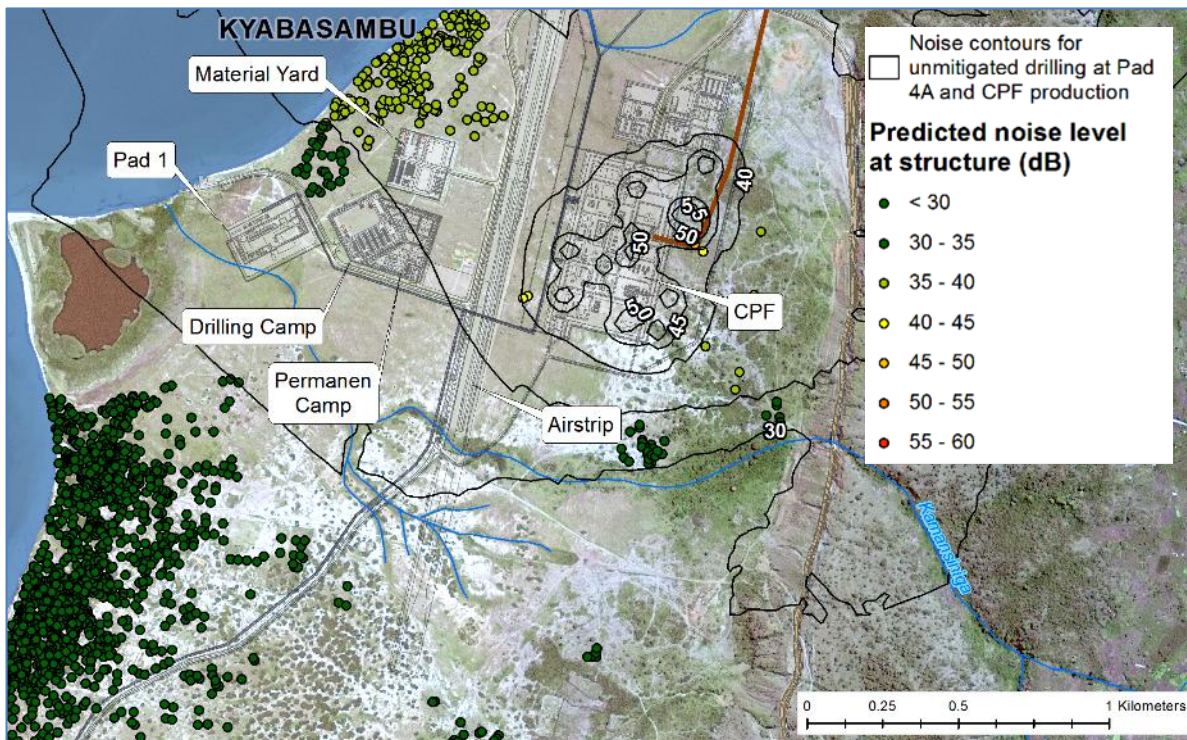 KYABASAMBU
Material Yard
Pad 1
Drilling Camp
Permanen
Camp
Airstrip
CPF
40
55
50
50
50
45
30
Kamansiniga
Noise contours for
unmitigated drilling at Pad
4A and CPF production
Predicted noise level
at structure (dB)
< 30
30 - 35
35 - 40
40 - 45
45 - 50
50 - 55
55 - 60
0 0.25 0.5 1 Kilometers